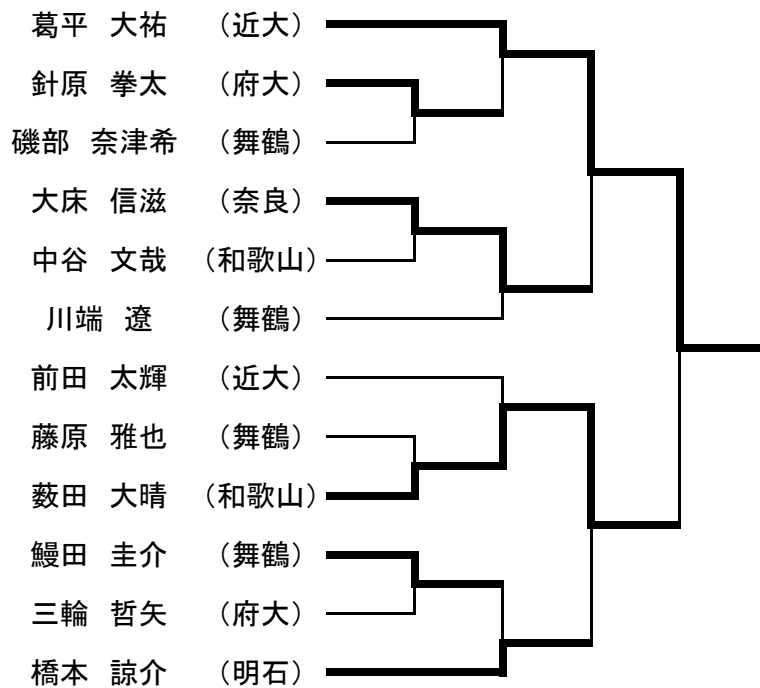 葛平 大祐 （近大）
針原 拳太 （府大）
磯部 奈津希 （舞鶴）
大床 信滋 （奈良）
中谷 文哉 （和歌山）
川端 遼 （舞鶴）
前田 太輝 （近大）
藤原 雅也 （舞鶴）
薮田 大晴 （和歌山）
鰻田 圭介 （舞鶴）
三輪 哲矢 （府大）
橋本 諒介 （明石）